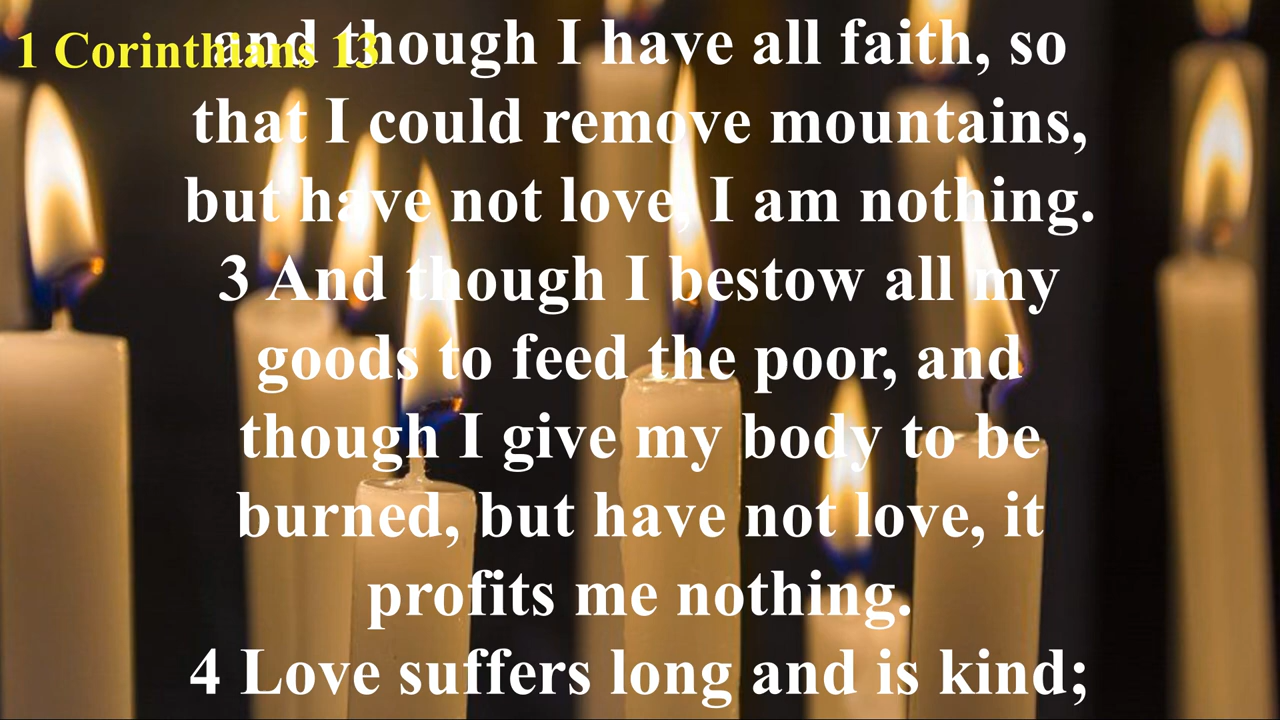 1 Corinthians 13
and though I have all faith, so
that I could remove mountains,
but have not love, I am nothing.
3 And though I bestow all my
goods to feed the poor, and
though I give my body to be
burned, but have not love, it
profits me nothing.
4 Love suffers long and is kind;